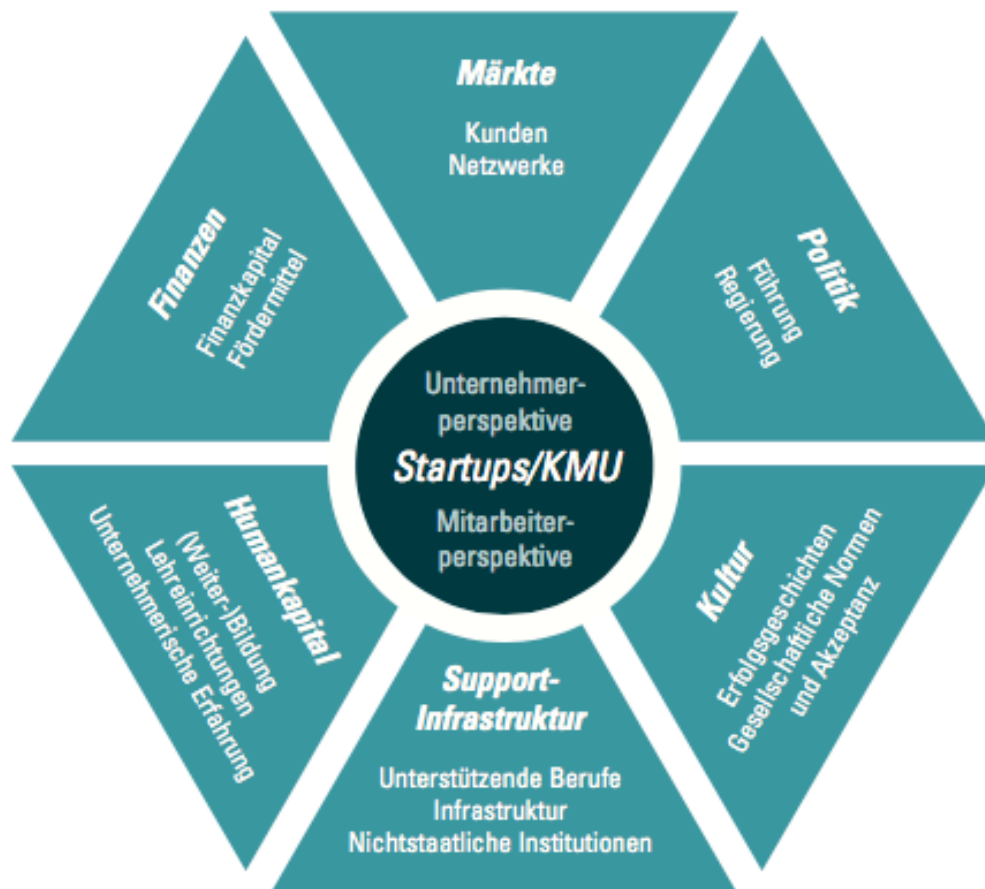 Märkte
Kunden
Netzwerke
Politik
Führung
Regierung
Kultur
Erfolgsgeschichten
Gesellschaftliche Normen
und Akzeptanz
Support-
Infrastruktur
Unterstützende Berufe
Infrastruktur
Nichtstaatliche Institutionen
Humankapital
(Weiter-)Bildung
Lehreinrichtungen
Unternehmerische Erfahrung
Finanzen
Finanzkapital
Fördermittel
Unternehmer-
perspektive
Startups/KMU
Mitarbeiter-
perspektive